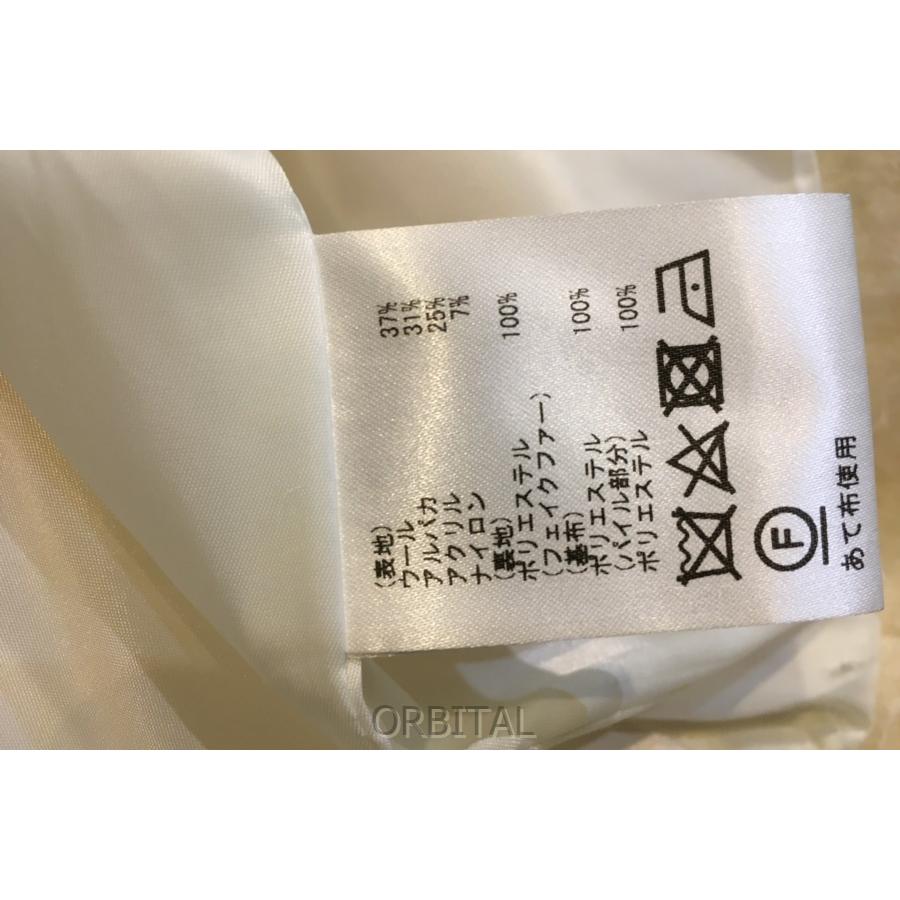 (表地)
ウール 37%
アルパカ 31%
アクリル 25%
ナイロン 7%
(裏地)
ポリエステル 100%
(フェイクファー)
(基布)
ポリエステル 100%
(パイル部分)
ポリエステル 100%
F
あて布使用
ORBITAL